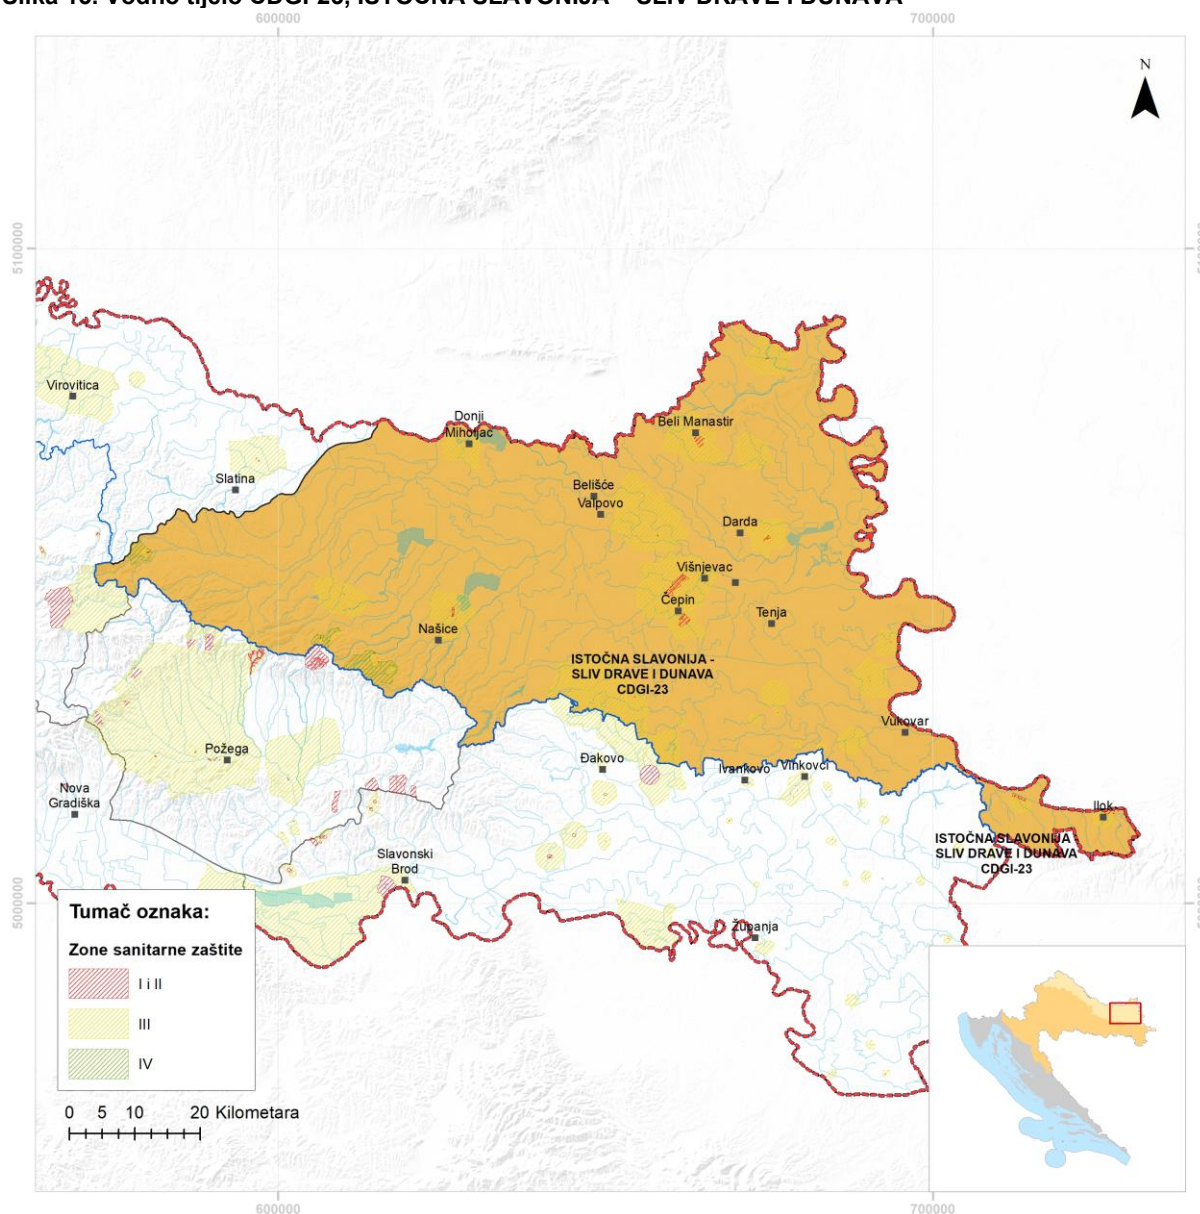 600000
700000
N
5100000
Virovitica
Donji
Miholjac
Beli Manastir
Slatina
Belišće
Valpovo
Darda
Višnjevac
Čepin
Tenja
Našice
ISTOČNA SLAVONIJA -
SLIV DRAVE I DUNAVA
CDGI-23
Vukovar
Požega
Đakovo
Ivankovo
Vinkovci
Nova
Gradiška
Ilok
ISTOČNA SLAVONIJA -
SLIV DRAVE I DUNAVA
CDGI-23
Slavonski
Brod
5000000
Županja
Tumač oznaka:
Zone sanitarne zaštite
I i II
III
IV
0 5 10 20 Kilometara
600000
700000